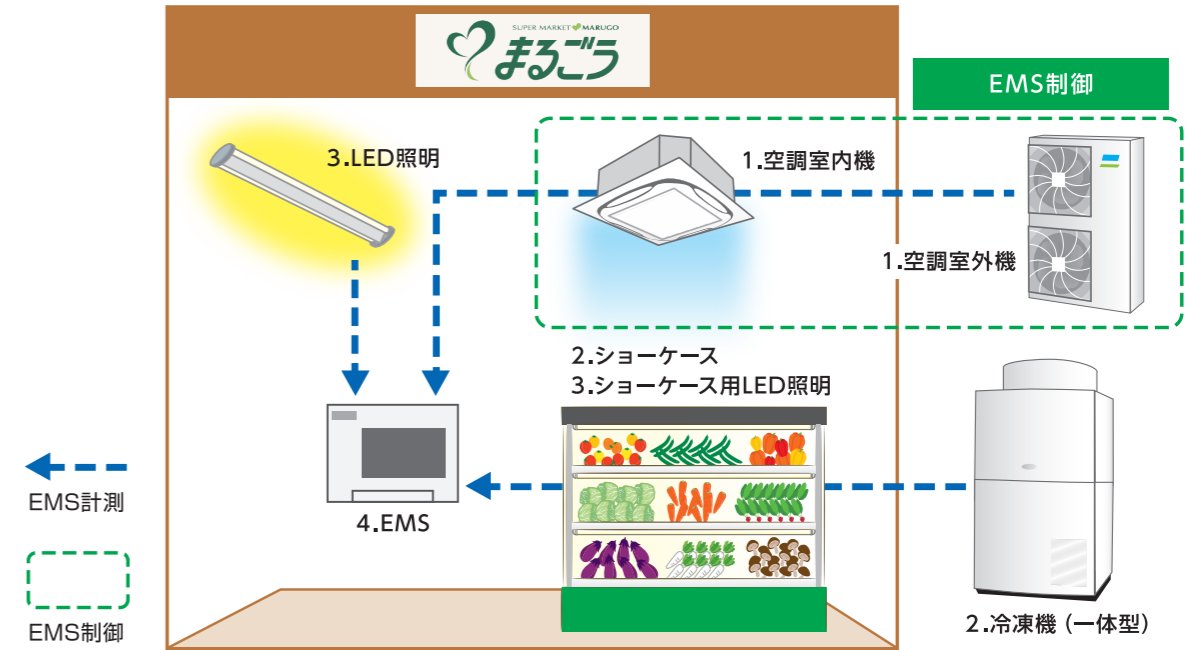 SUPER MARKET MARUGO
まるごう
EMS制御
3.LED照明
1.空調室内機
1.空調室外機
2.ショーケース
3.ショーケース用LED照明
EMS計測
4.EMS
EMS制御
2.冷凍機（一体型）